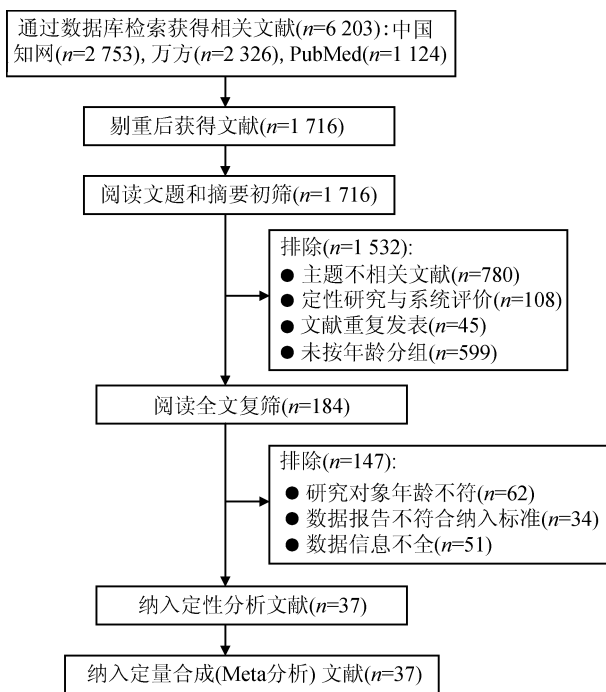 通过数据库检索获得相关文献(n=6 203):中国
知网(n=2 753), 万方(n=2 326), PubMed(n=1 124)
剔重后获得文献(n=1 716)
阅读文题和摘要初筛(n=1 716)
排除(n=1 532):
● 主题不相关文献(n=780)
● 定性研究与系统评价(n=108)
● 文献重复发表(n=45)
● 未按年龄分组(n=599)
阅读全文复筛(n=184)
排除(n=147):
● 研究对象年龄不符(n=62)
● 数据报告不符合纳入标准(n=34)
● 数据信息不全(n=51)
纳入定性分析文献(n=37)
纳入定量合成(Meta分析) 文献(n=37)